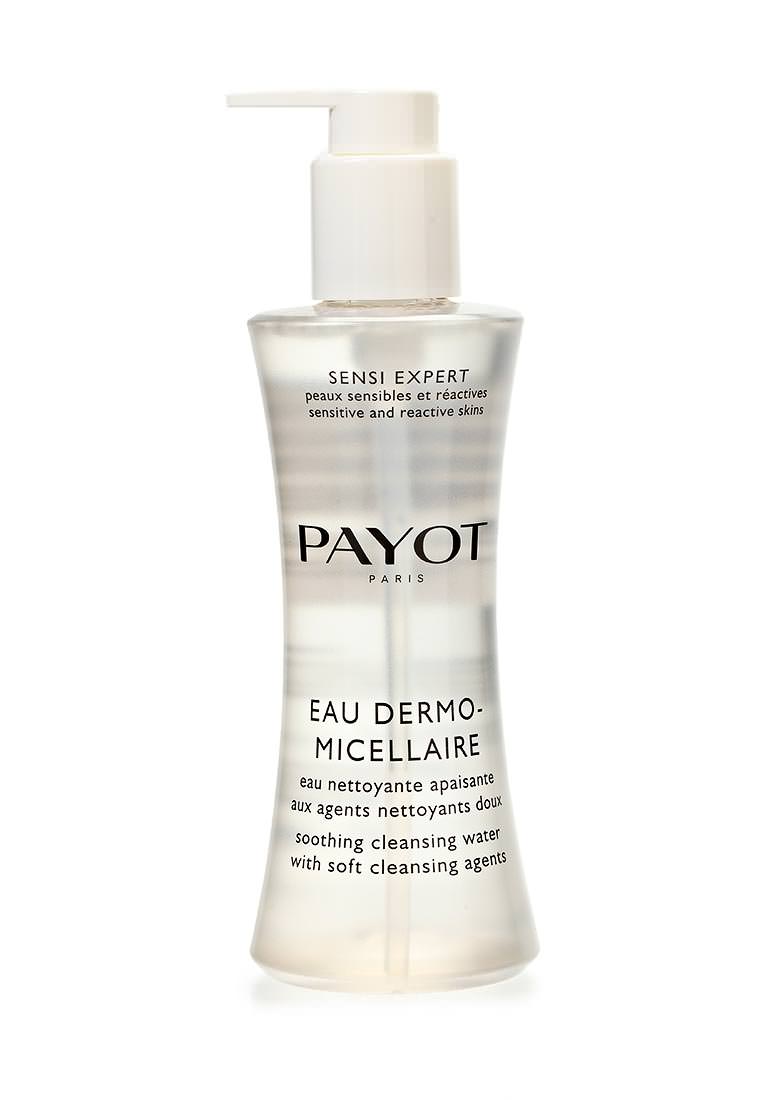 SENSI EXPERT
peaux sensibles et réactives
sensitive and reactive skins
PAYOT
PARIS
EAU DERMO-
MICELLAIRE
eau nettoyante apaisante
aux agents nettoyants doux
soothing cleansing water
with soft cleansing agents